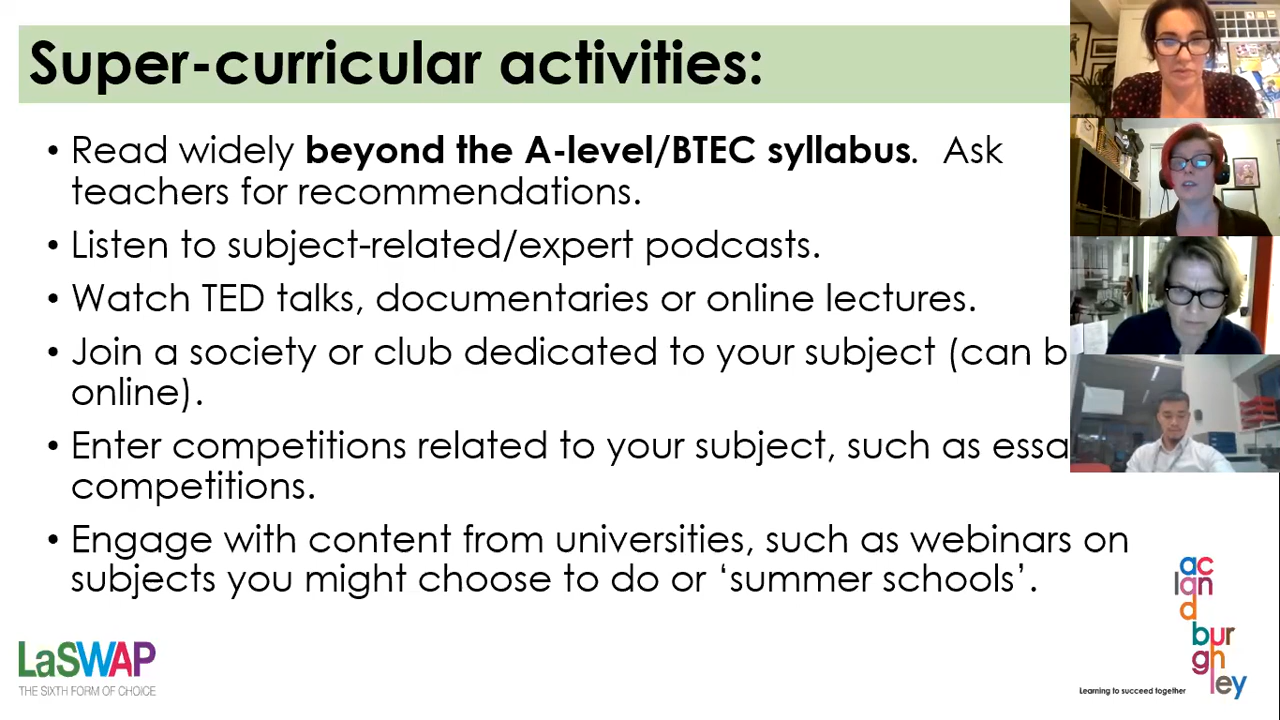 Super-curricular activities:
• Read widely beyond the A-level/BTEC syllabus. Ask
teachers for recommendations.
• Listen to subject-related/expert podcasts.
• Watch TED talks, documentaries or online lectures.
• Join a society or club dedicated to your subject (can b
online).
• Enter competitions related to your subject, such as essa
competitions.
• Engage with content from universities, such as webinars on
subjects you might choose to do or ‘summer schools’.
LaSWAP
THE SIXTH FORM OF CHOICE
ac
lan
d
bur
gh
ley
Learning to succeed together